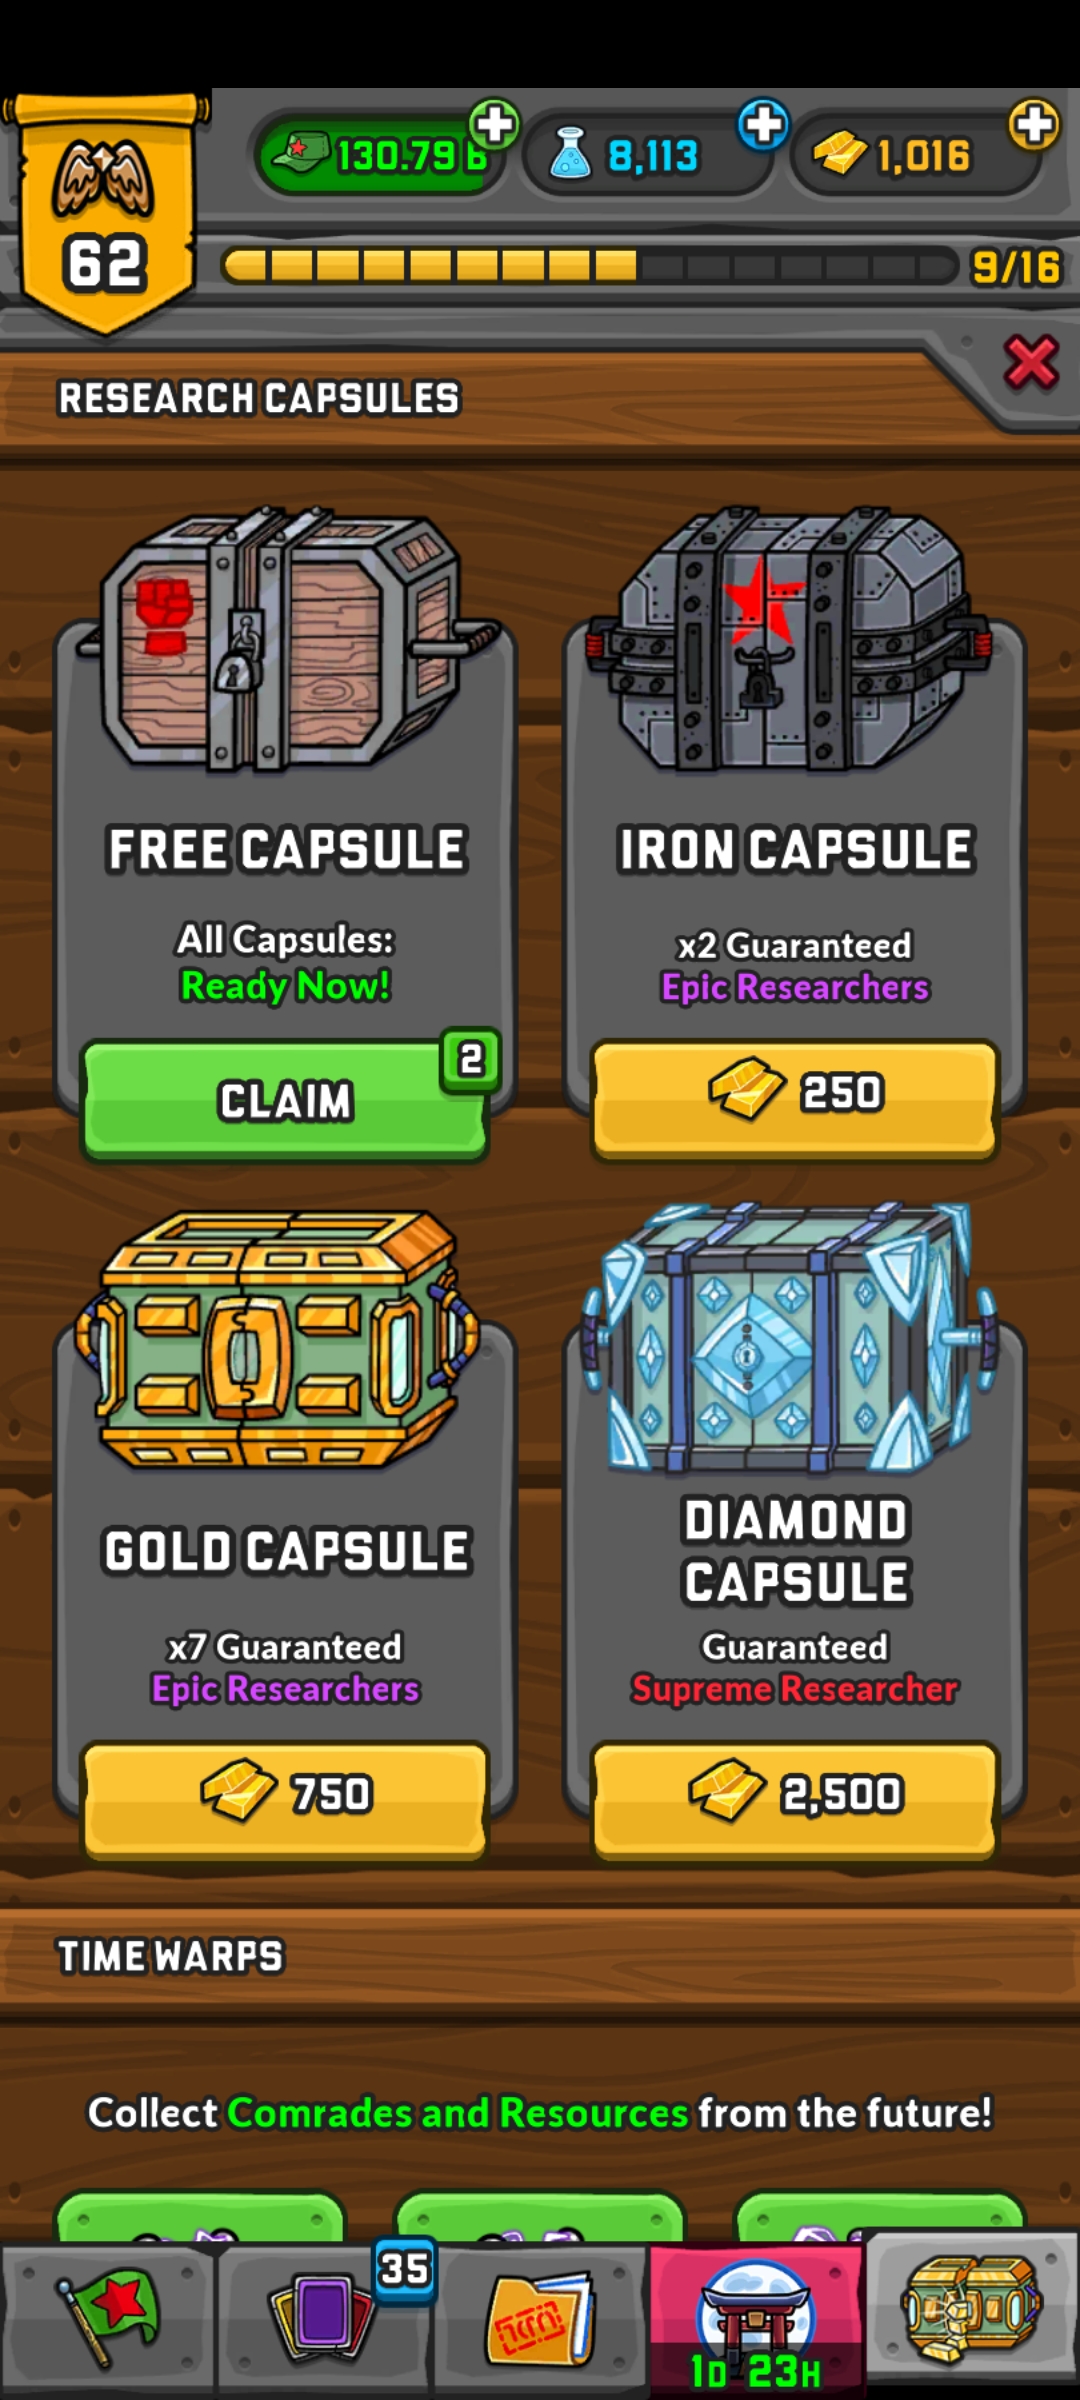 130.79 B
8,113
1,016
62
9/16
RESEARCH CAPSULES
FREE CAPSULE
All Capsules:
Ready Now!
2
CLAIM
IRON CAPSULE
x2 Guaranteed
Epic Researchers
250
GOLD CAPSULE
x7 Guaranteed
Epic Researchers
750
DIAMOND
CAPSULE
Guaranteed
Supreme Researcher
2,500
TIME WARPS
Collect Comrades and Resources from the future!
35
1D 23H